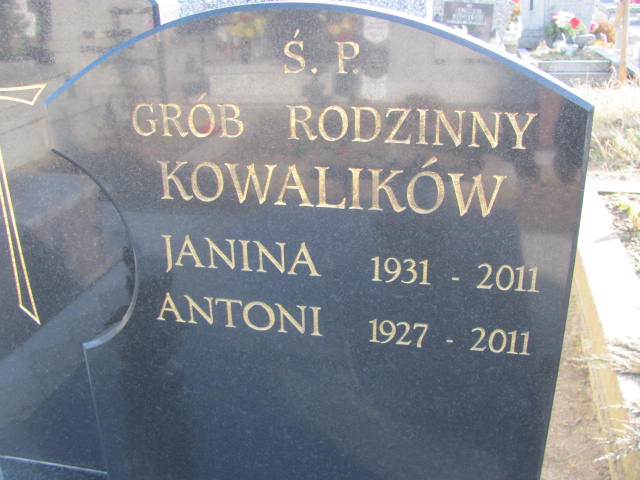 Ś. P.
GRÓB RODZINNY
KOWALIKÓW
JANINA 1931 - 2011
ANTONI 1927 - 2011